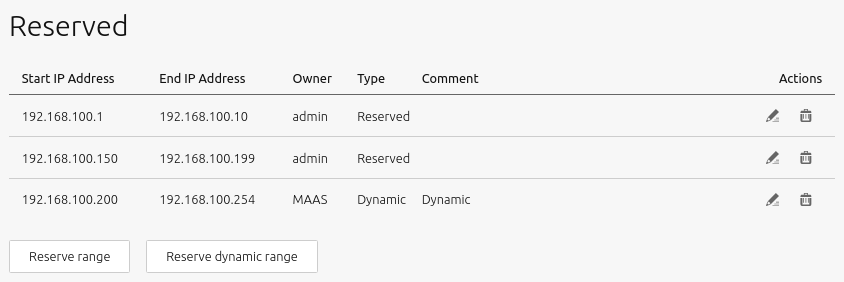 Reserved
Start IP Address End IP Address Owner Type Comment Actions
192.168.100.1 192.168.100.10 admin Reserved
192.168.100.150 192.168.100.199 admin Reserved
192.168.100.200 192.168.100.254 MAAS Dynamic Dynamic
Reserve range Reserve dynamic range